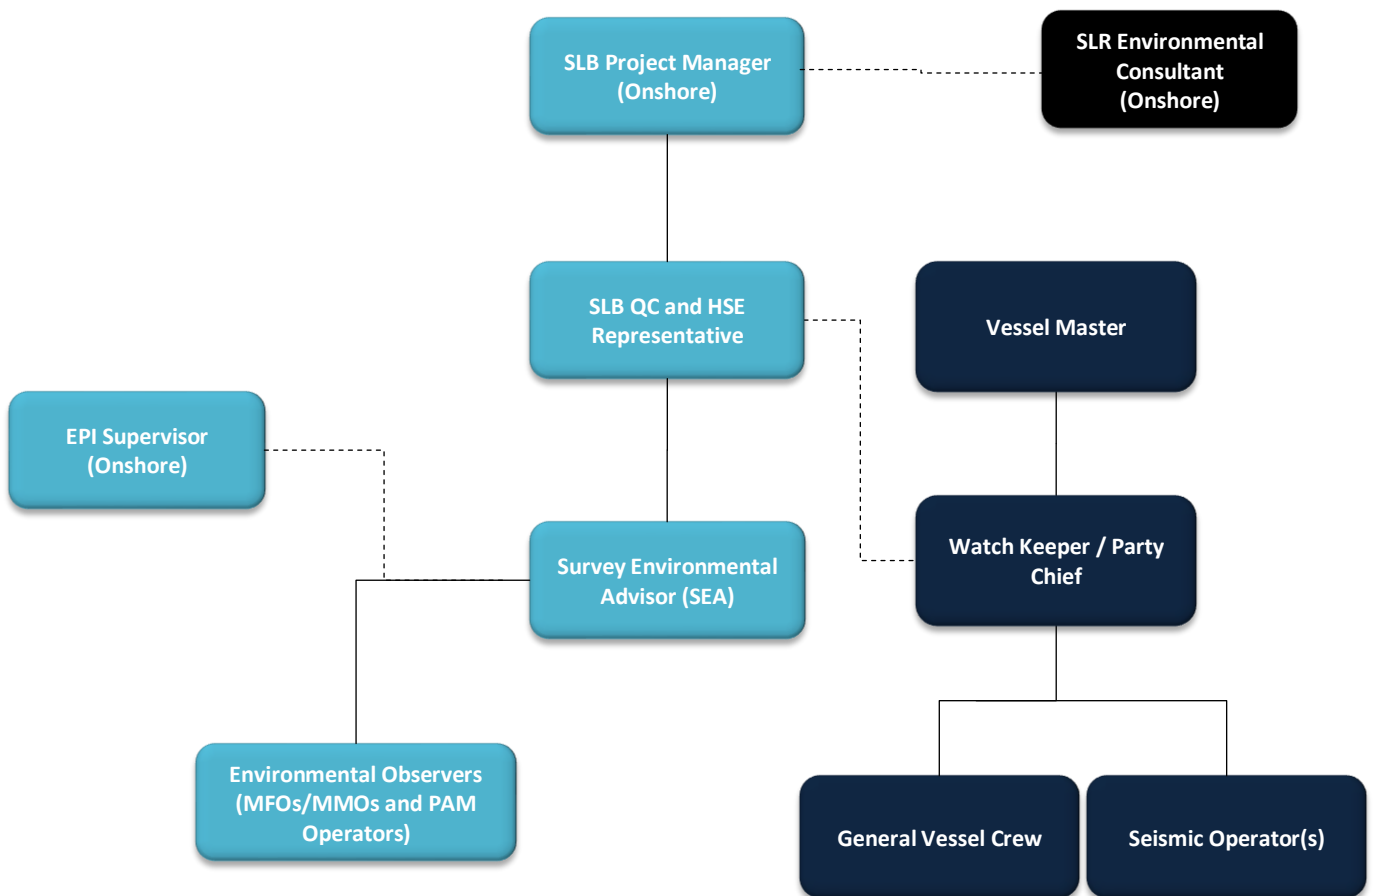 SLB Project Manager
(Onshore)
SLR Environmental
Consultant
(Onshore)
SLB QC and HSE
Representative
Vessel Master
EPI Supervisor
(Onshore)
Survey Environmental
Advisor (SEA)
Watch Keeper / Party
Chief
Environmental Observers
(MFOs/MMOs and PAM
Operators)
General Vessel Crew
Seismic Operator(s)